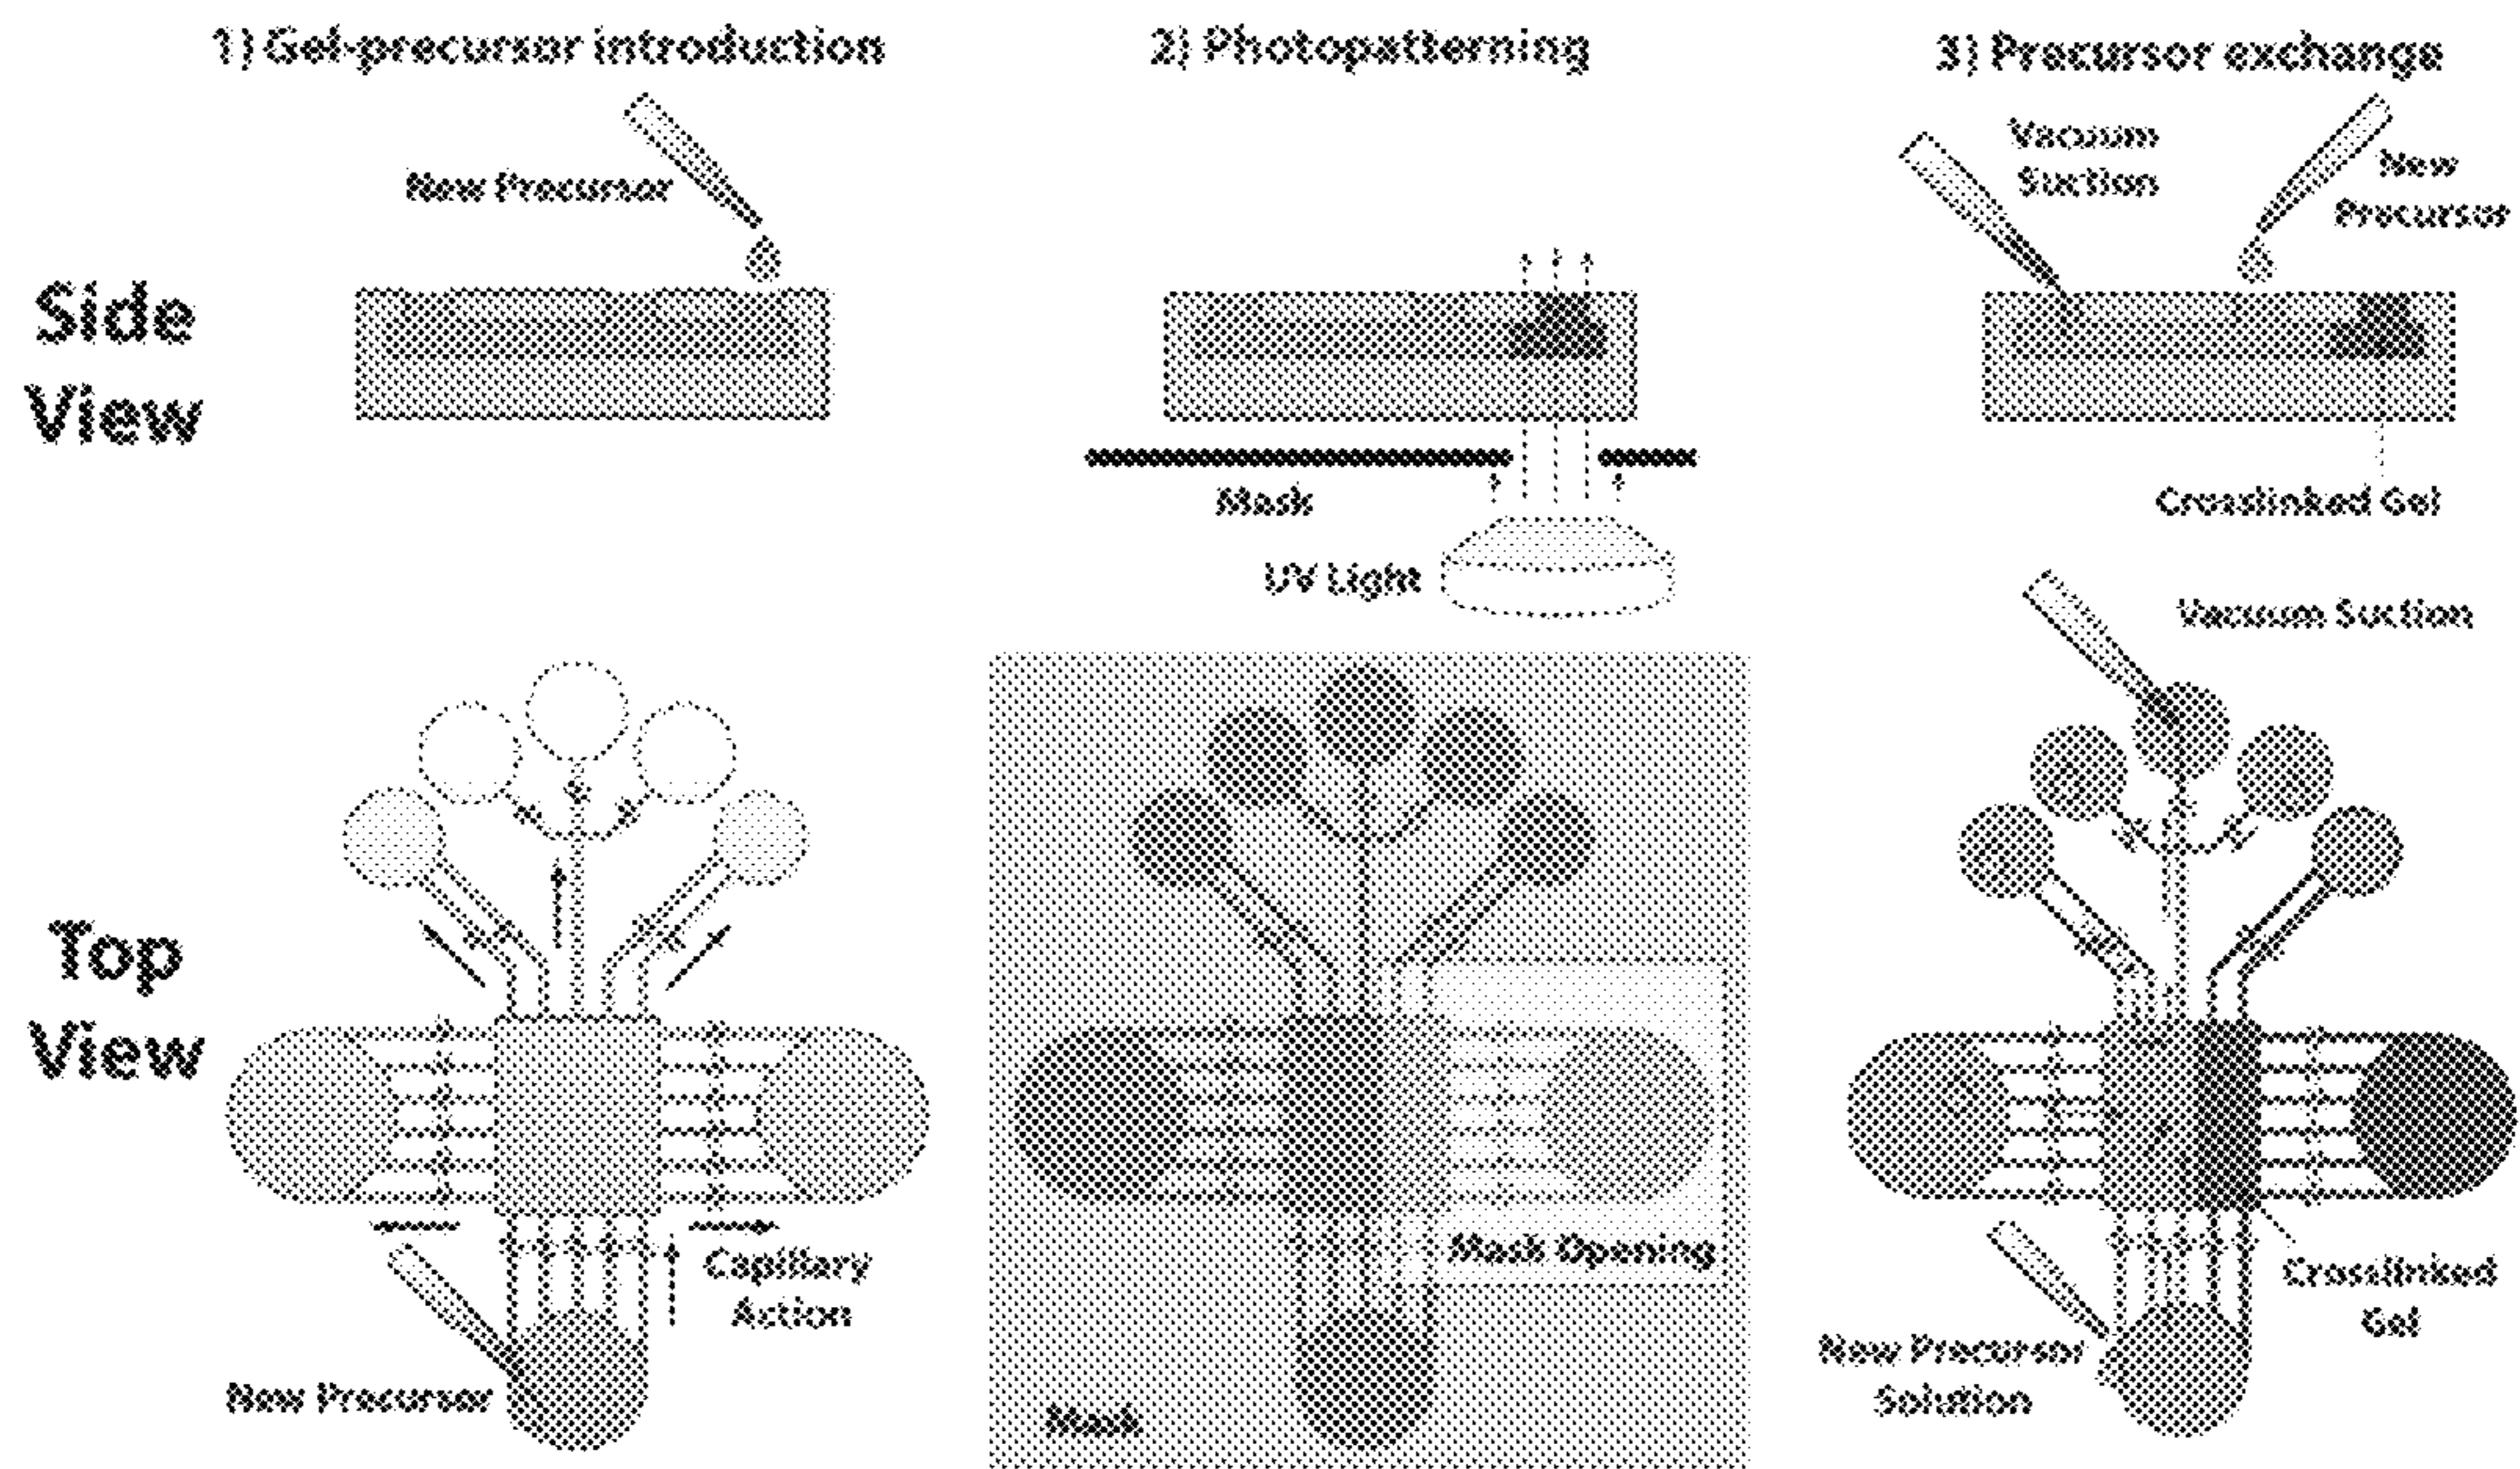 1) Gel-precursor introduction
2) Photopatterning
3) Precursor exchange
Side
View
New Precursor
Mask
UV Light
Vacuum
Suction
New
Precursor
Crosslinked Gel
Top
View
Capillary
Action
New Precursor
Mask Opening
Mask
Vacuum Suction
Crosslinked
Gel
New Precursor
Solution